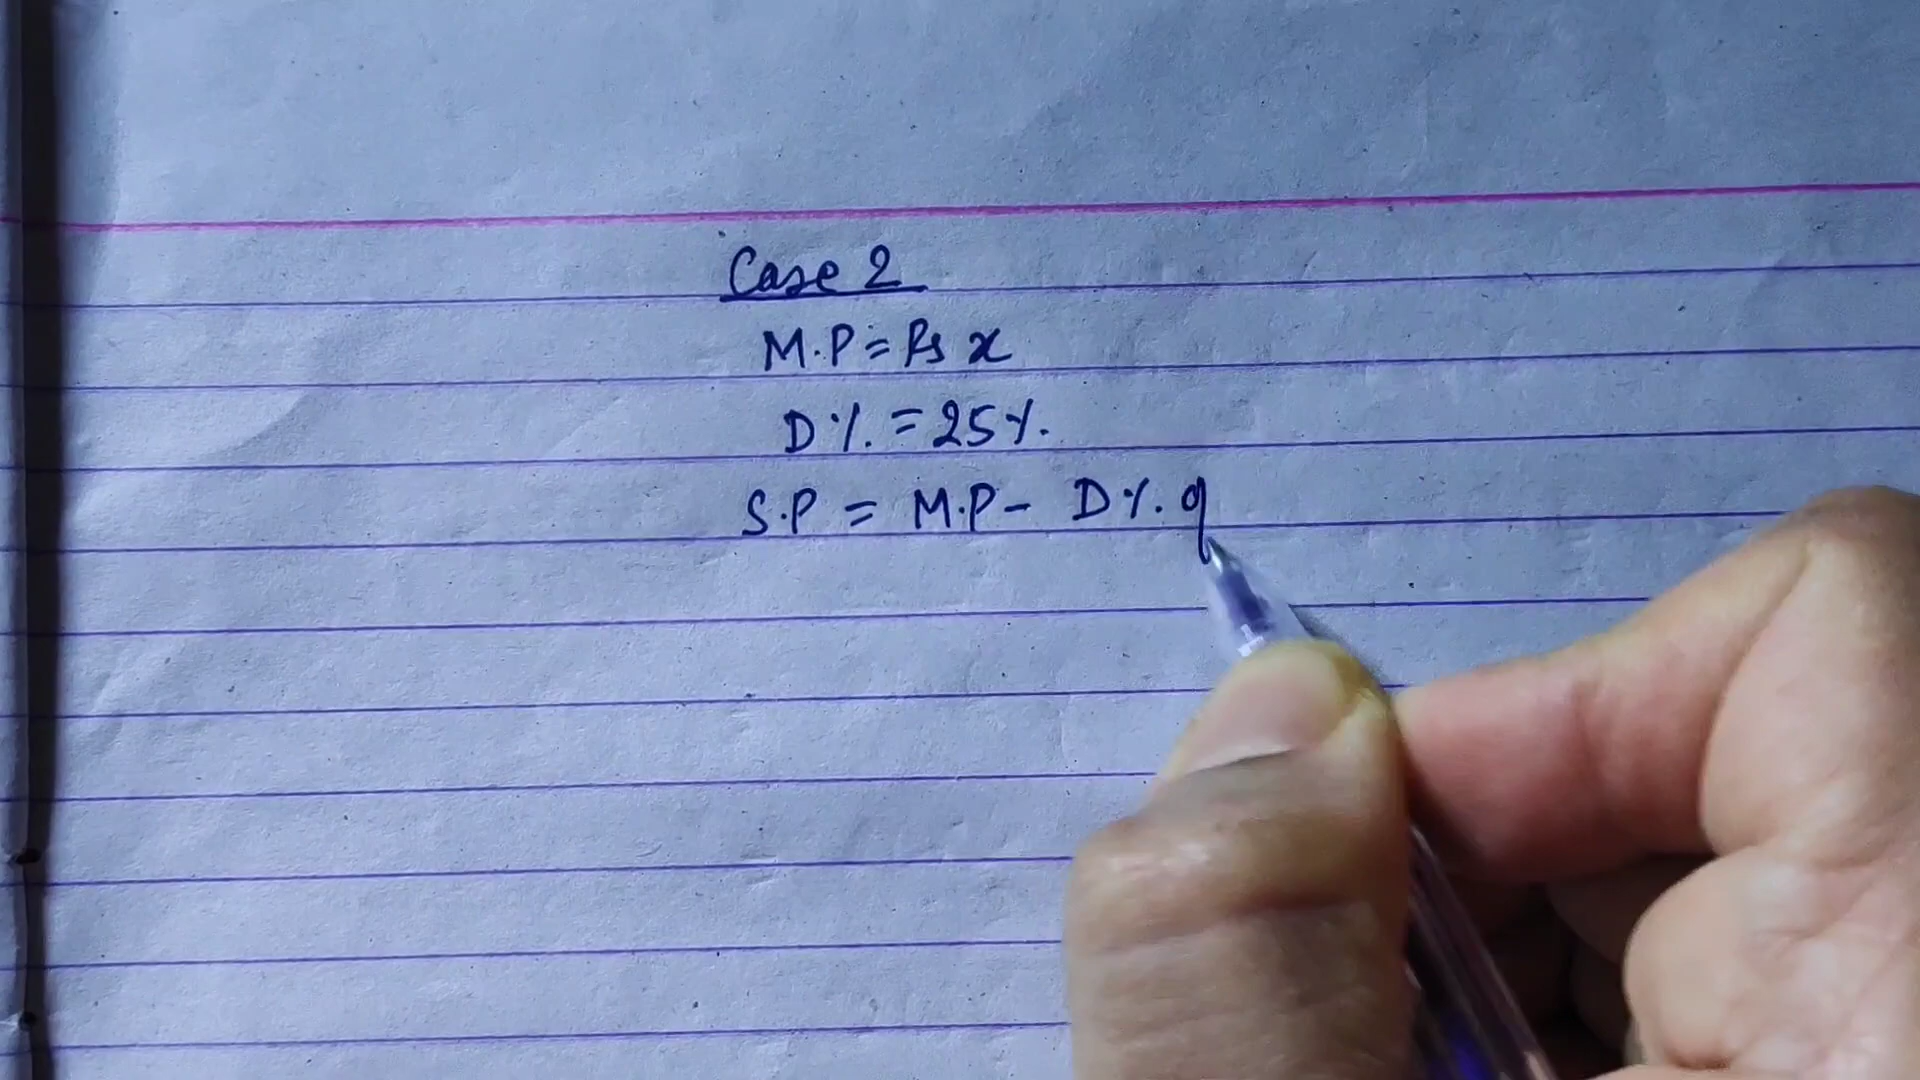 Case 2
M.P = Rs x
D % = 25 %.
S.P = M.P - D %. of